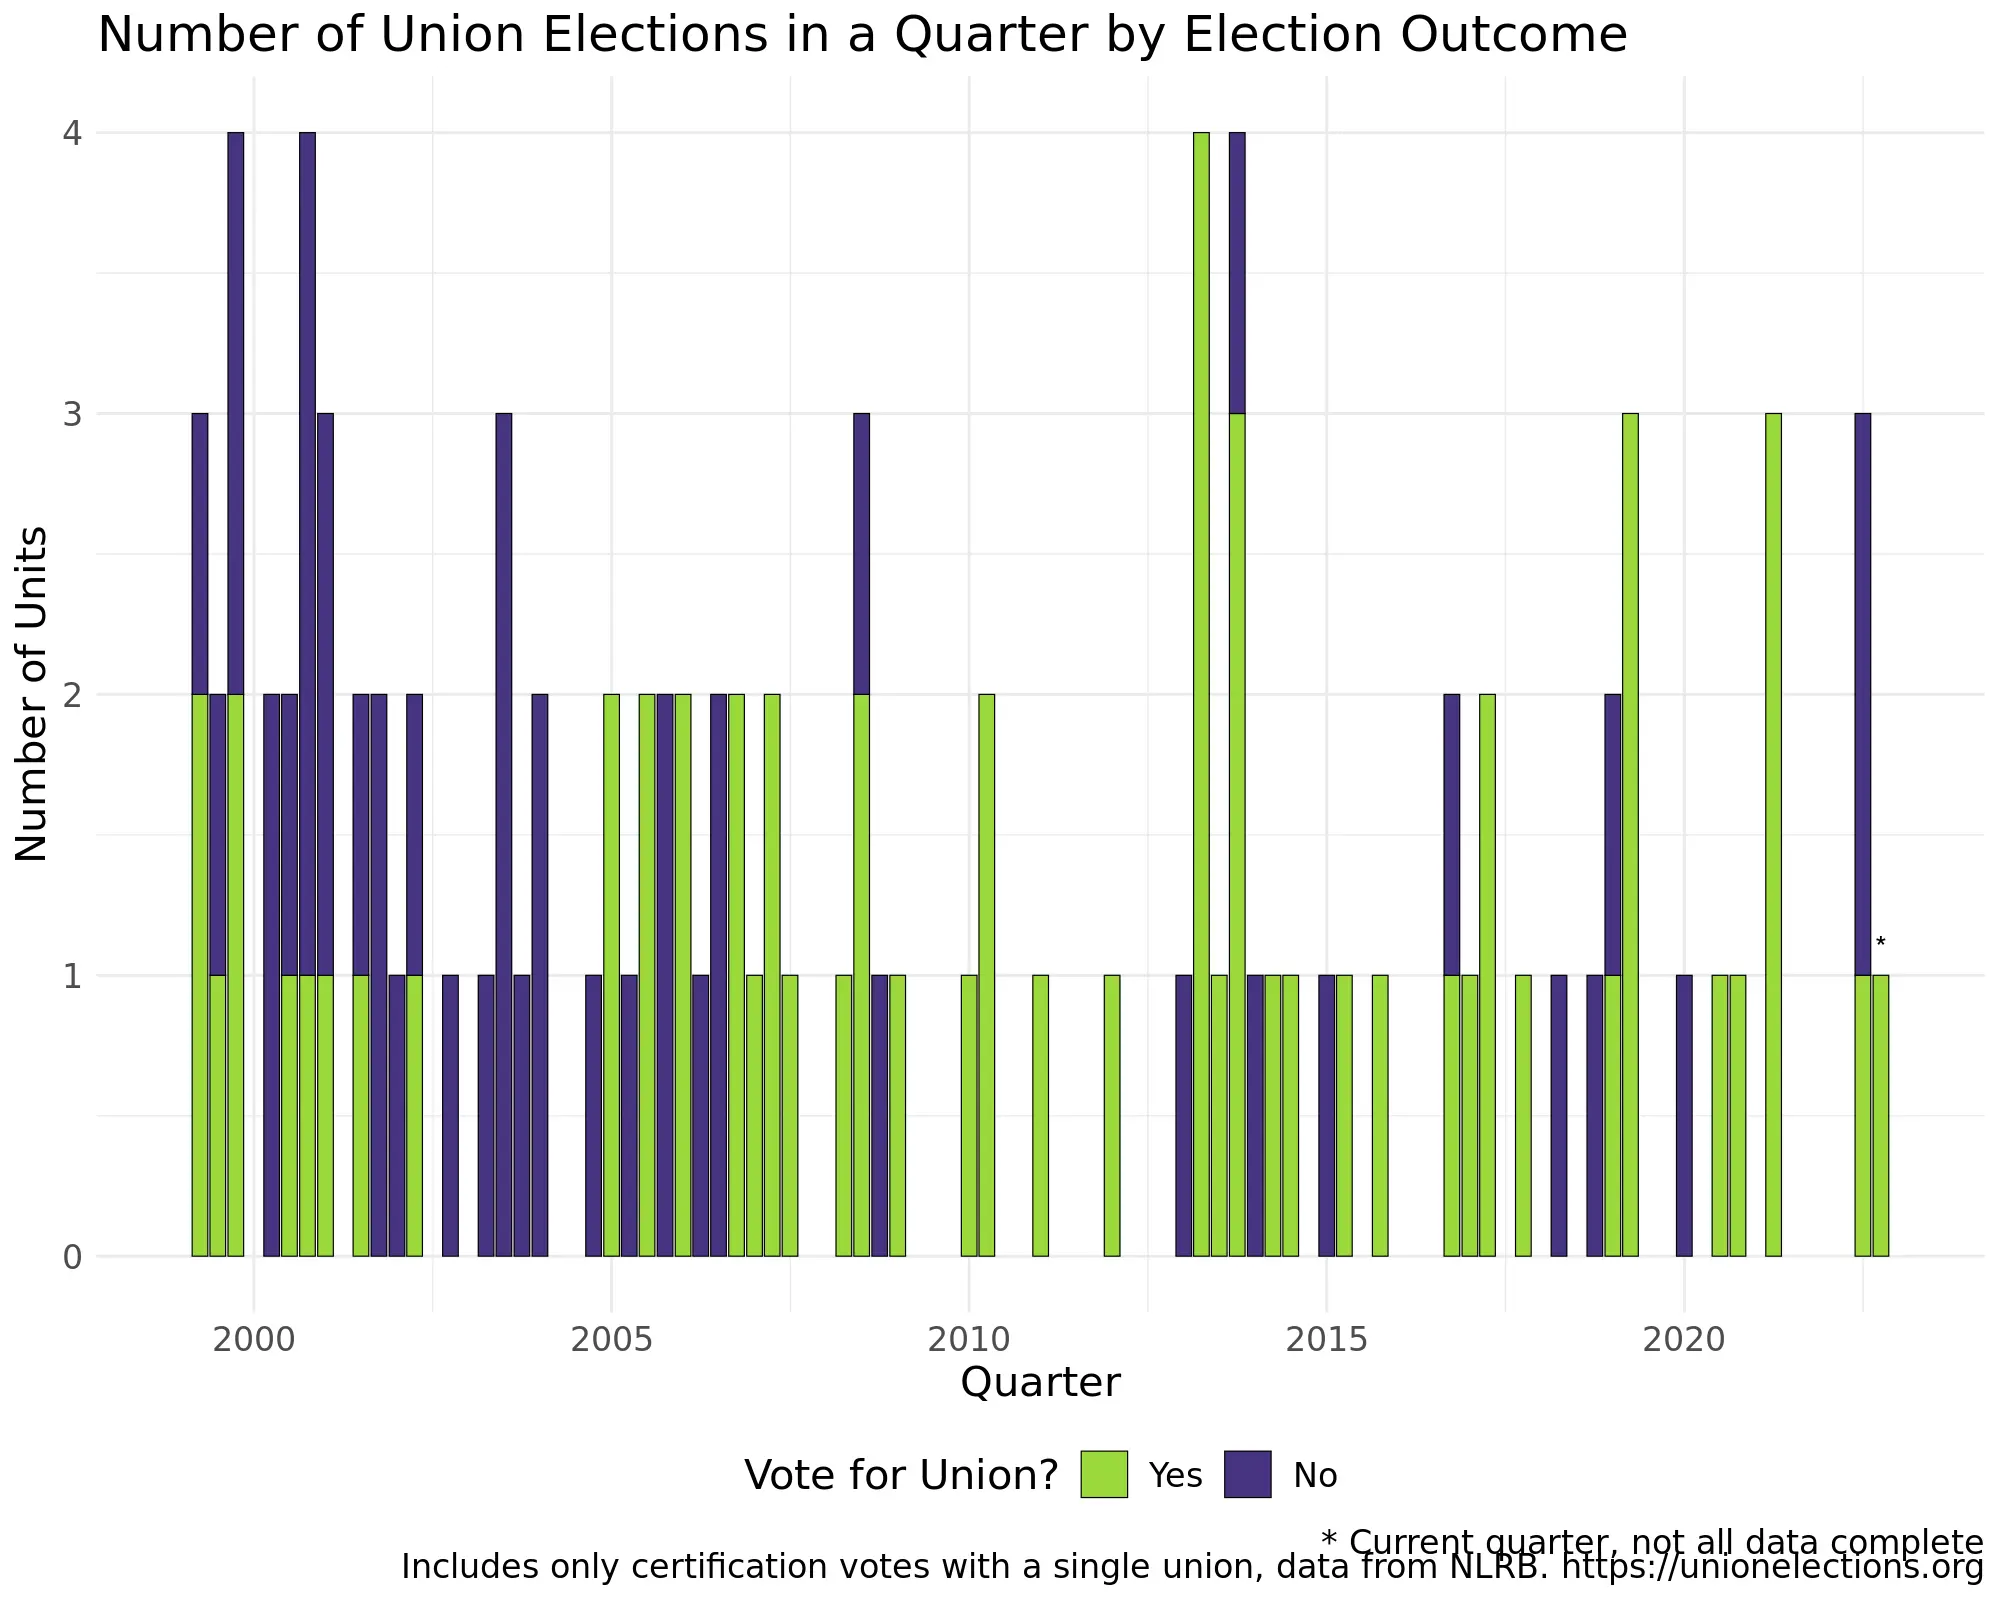 Number of Union Elections in a Quarter by Election Outcome
4
3
2
1
0
Number of Units
*
2000 2005 2010 2015 2020
Quarter
Vote for Union? Yes No
* Current quarter, not all data complete
Includes only certification votes with a single union, data from NLRB. https://unionelections.org